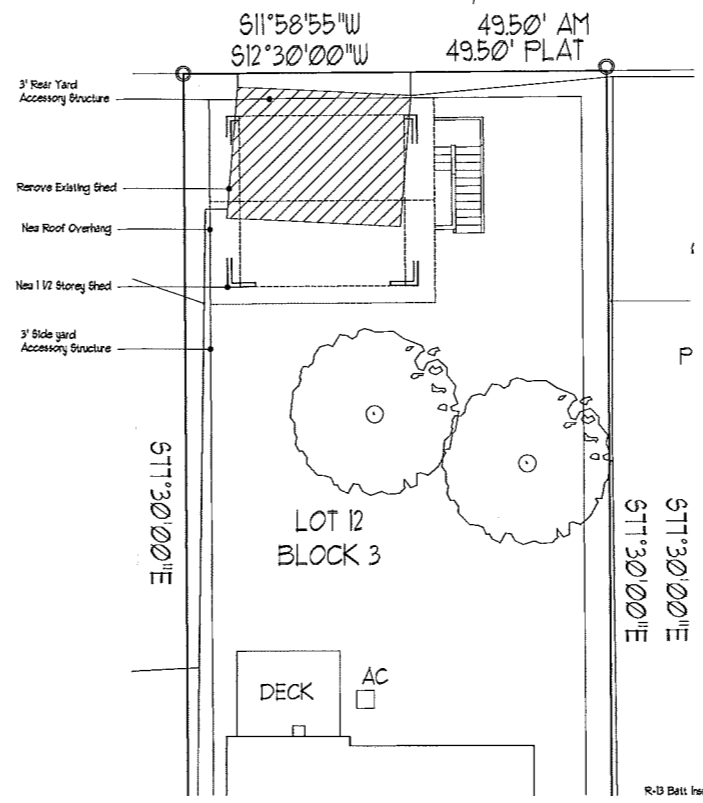 S11°58'55"W
49.50' AM
S12°30'00"W
49.50' PLAT
3' Rear Yard
Accessory Structure
Remove Existing Shed
New Roof Overhang
New 1 1/2 Storey Shed
3' Side yard
Accessory Structure
P
S77°30'00"E
S77°30'00"E
S77°30'00"E
LOT 12
BLOCK 3
DECK
AC
R-13 Batt